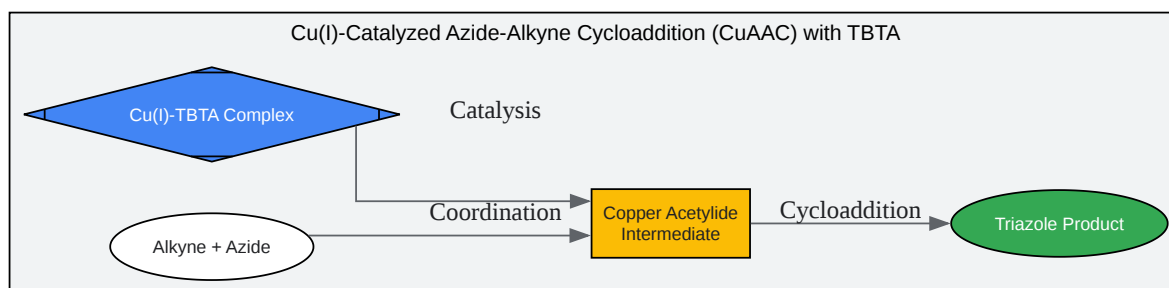 Cu(I)-Catalyzed Azide-Alkyne Cycloaddition (CuAAC) with TBTA
Cu(I)-TBTA Complex
Catalysis
Coordination
Copper Acetylide
Intermediate
Cycloaddition
Triazole Product
Alkyne + Azide